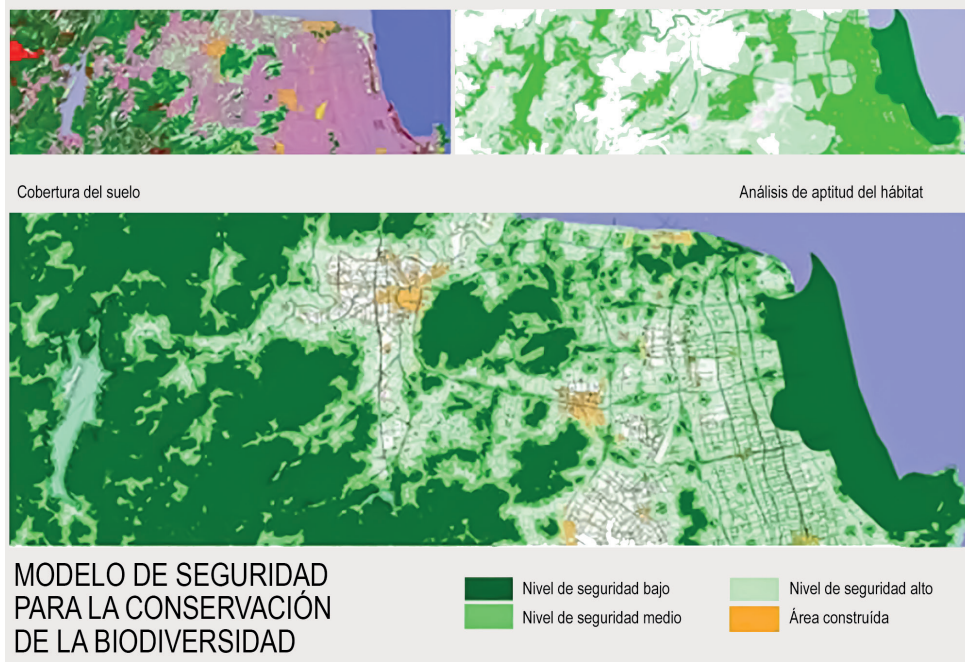 Cobertura del suelo
Análisis de aptitud del hábitat
MODELO DE SEGURIDAD
PARA LA CONSERVACIÓN
DE LA BIODIVERSIDAD
Nivel de seguridad bajo
Nivel de seguridad medio
Nivel de seguridad alto
Área construída